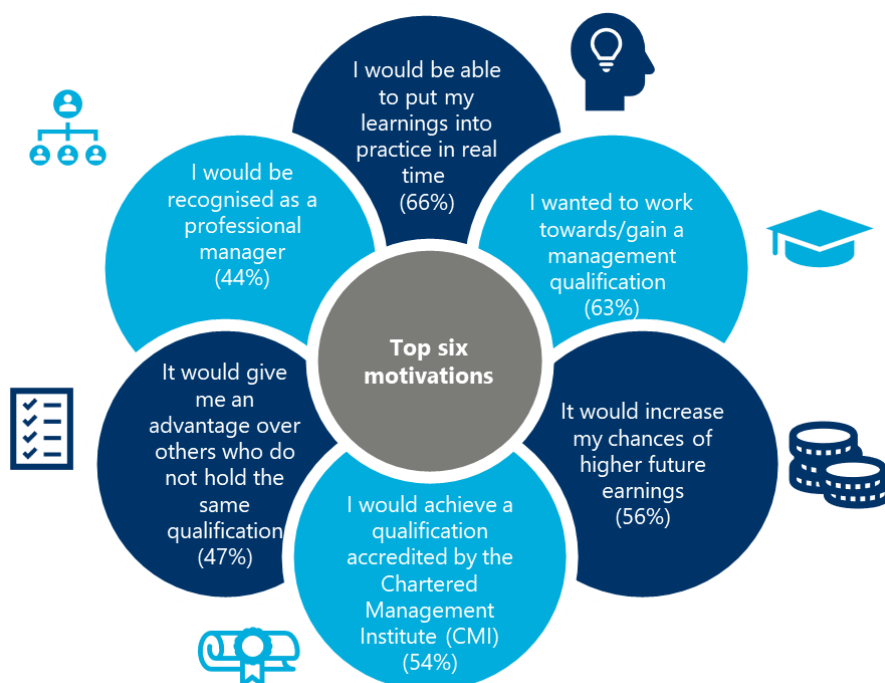 I would be able
to put my
learnings into
practice in real
time
(66%)
I wanted to work
towards/gain a
management
qualification
(63%)
It would increase
my chances of
higher future
earnings
(56%)
I would achieve a
qualification
accredited by the
Chartered
Management
Institute (CMI)
(54%)
It would give
me an
advantage over
others who do
not hold the
same
qualification
(47%)
I would be
recognised as a
professional
manager
(44%)
Top six
motivations